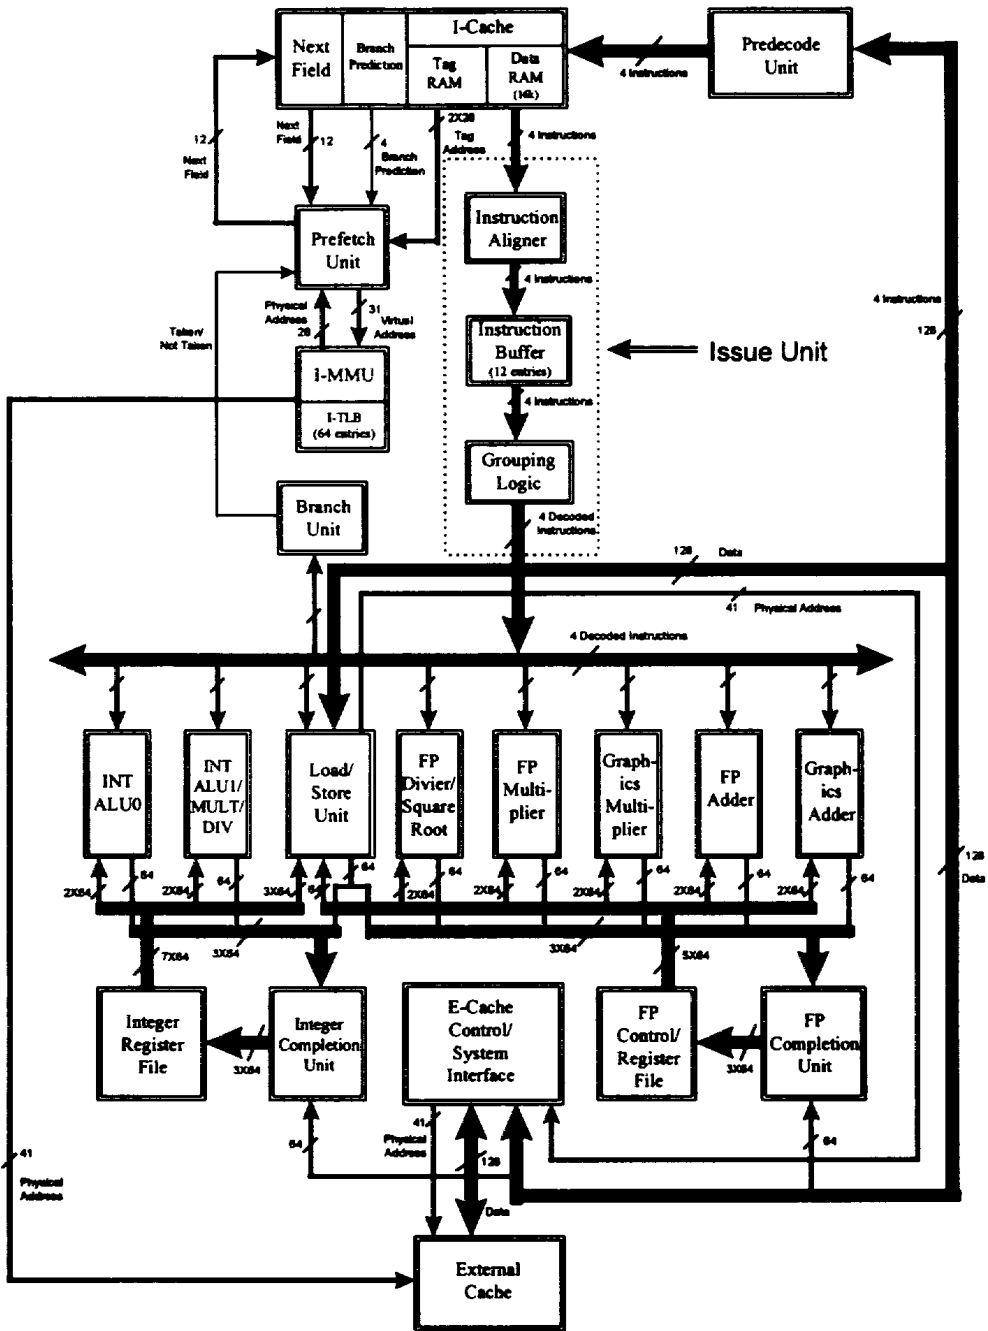 I-Cache
Next
Field
Branch
Prediction
Tag
RAM
Data
RAM
(16k)
Predecode
Unit
4 Instructions
12
Next
Field
Next
Field
12
4
Branch
Prediction
2X28
Tag
Address
4 Instructions
Prefetch
Unit
Instruction
Aligner
4 Instructions
Physical
Address
28
31
Virtual
Address
Taken/
Not Taken
Instruction
Buffer
(12 entries)
Issue Unit
4 Instructions
128
I-MMU
I-TLB
(64 entries)
4 Instructions
Grouping
Logic
Branch
Unit
4 Decoded
Instructions
128
Data
41
Physical Address
4 Decoded Instructions
INT
ALU0
INT
ALU1/
MULT/
DIV
Load/
Store
Unit
FP
Divier/
Square
Root
FP
Multi-
plier
Graph-
ics
Multi-
plier
FP
Adder
Graph-
ics
Adder
128
Data
2X64
64
2X64
64
3X64
64
64
2X64
64
2X64
64
2X64
64
2X64
64
2X64
64
7X64
3X64
3X64
5X64
Integer
Register
File
3X64
Integer
Completion
Unit
E-Cache
Control/
System
Interface
FP
Control/
Register
File
3X64
FP
Completion
Unit
64
41
Physical
Address
128
Data
64
41
Physical
Address
External
Cache